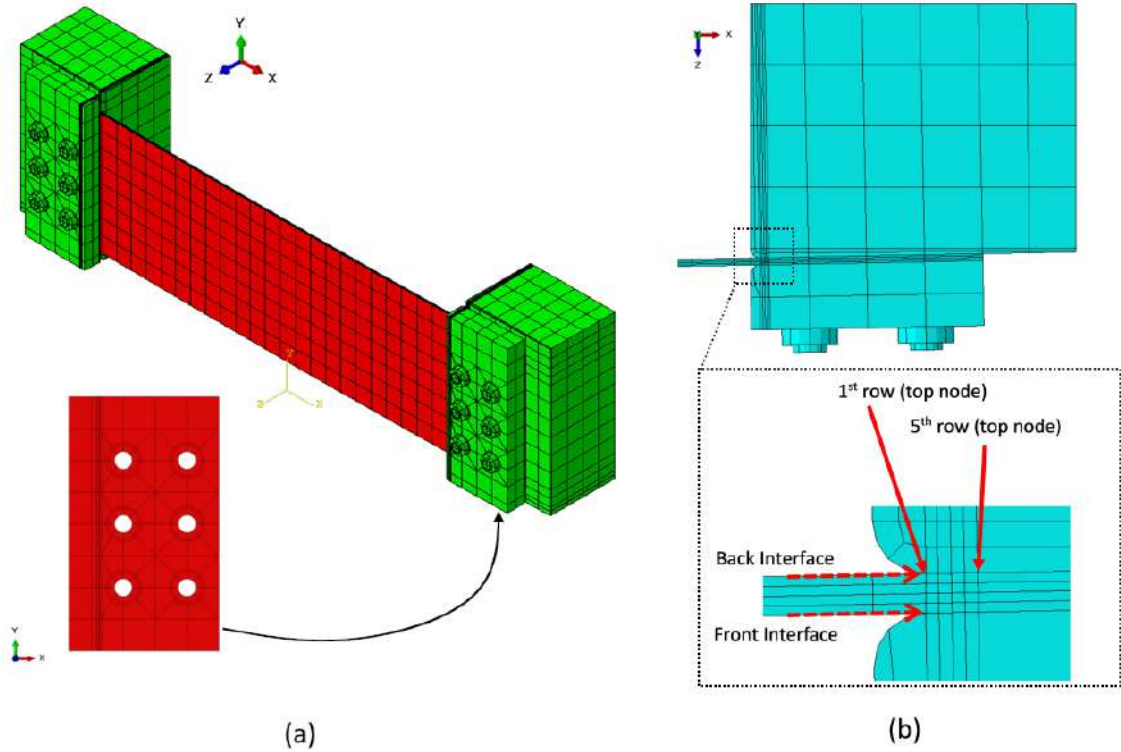 Y
Z
X
Y
Z
X
Y
X
(a)
Y
X
Z
1st row (top node)
5th row (top node)
Back Interface
Front Interface
(b)